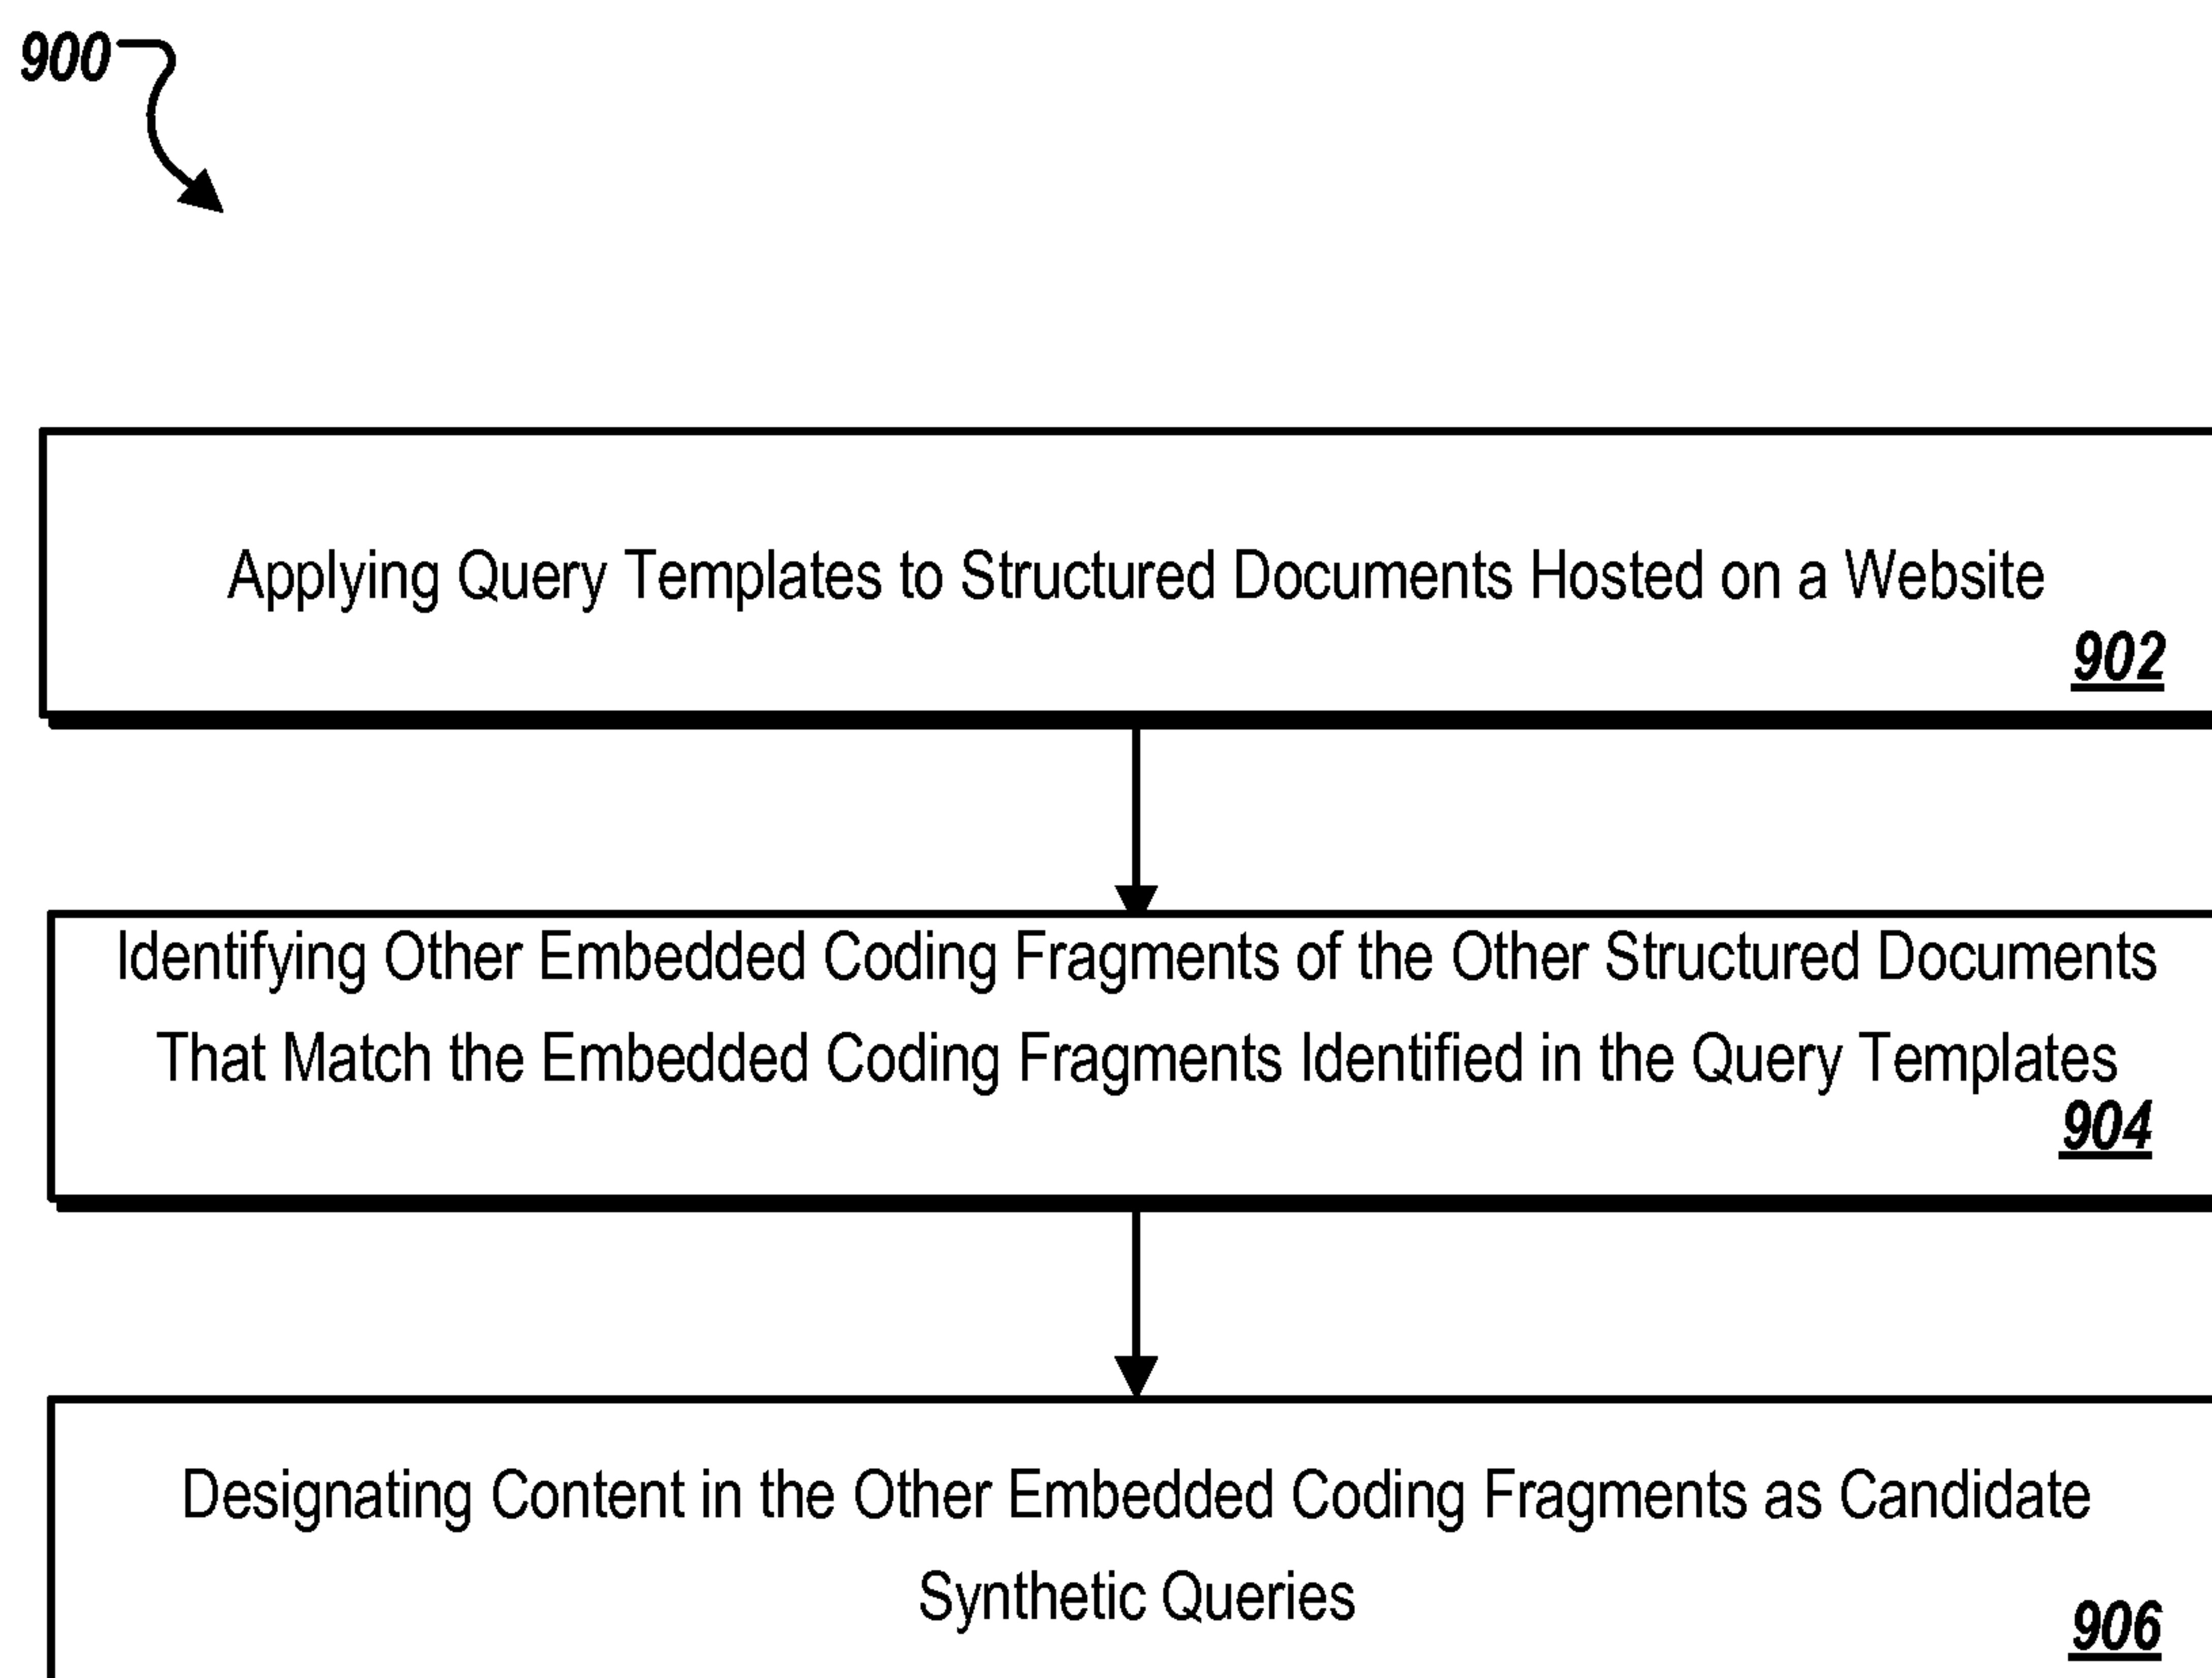 900
Applying Query Templates to Structured Documents Hosted on a Website
902
Identifying Other Embedded Coding Fragments of the Other Structured Documents
That Match the Embedded Coding Fragments Identified in the Query Templates
904
Designating Content in the Other Embedded Coding Fragments as Candidate
Synthetic Queries
906